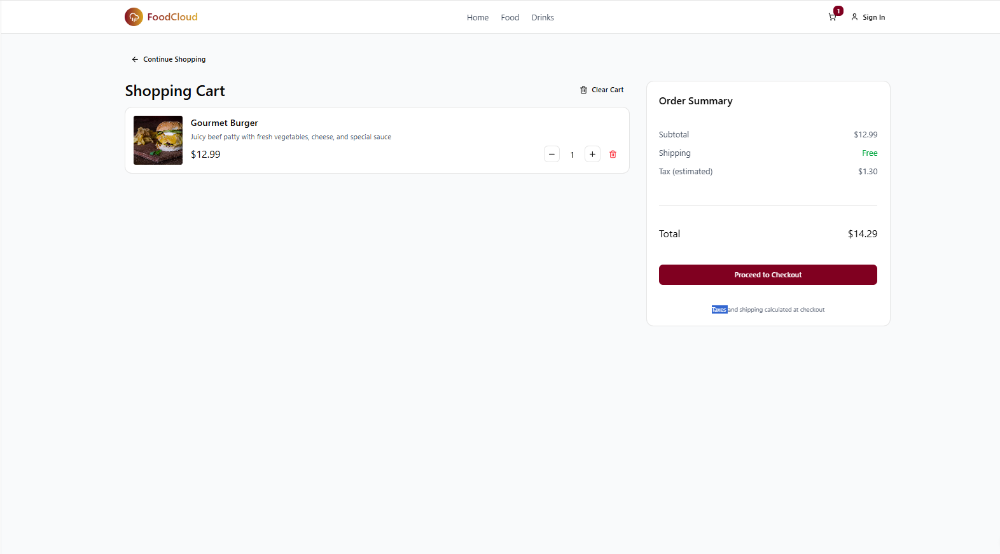 FoodCloud
Home Food Drinks
1
Sign In
Continue Shopping
Shopping Cart
Clear Cart
Gourmet Burger
Juicy beef patty with fresh vegetables, cheese, and special sauce
$12.99
1
Order Summary
Subtotal $12.99
Shipping Free
Tax (estimated) $1.30
Total $14.29
Proceed to Checkout
Taxes and shipping calculated at checkout